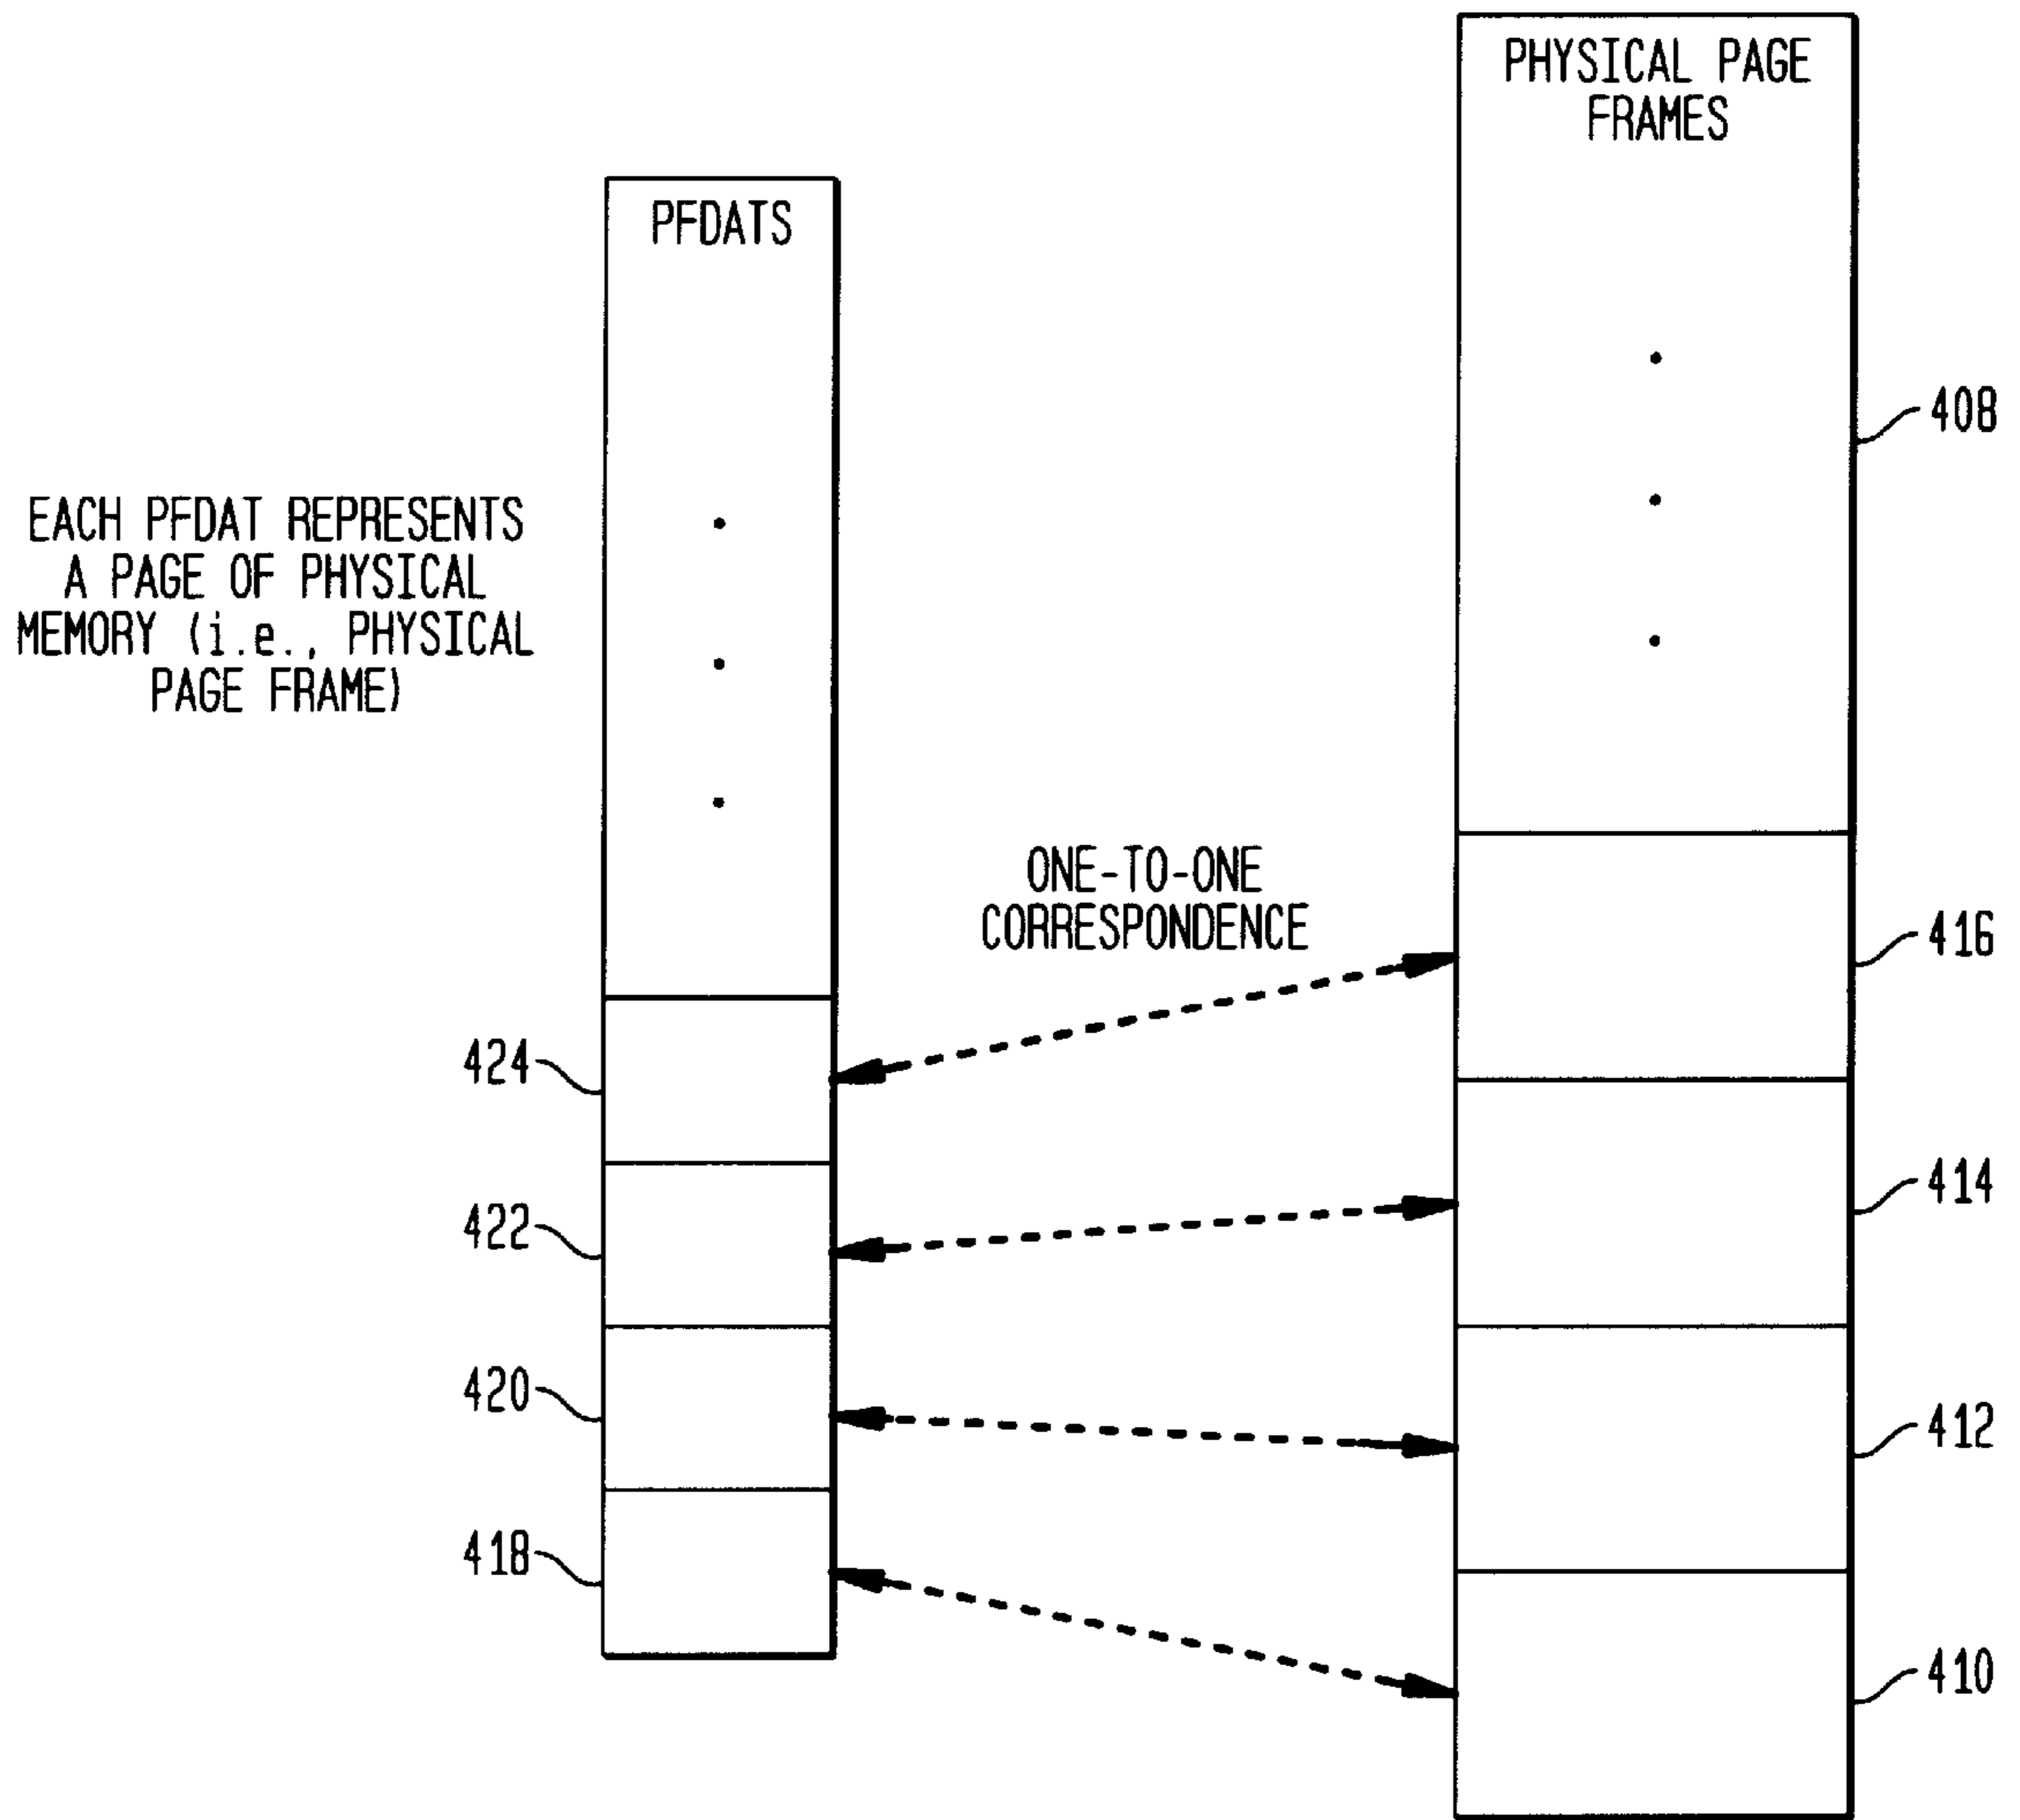 PHYSICAL PAGE
FRAMES
PFDATS
408
EACH PFDAT REPRESENTS
A PAGE OF PHYSICAL
MEMORY (i.e., PHYSICAL
PAGE FRAME)
ONE-TO-ONE
CORRESPONDENCE
416
424
414
422
420
412
418
410